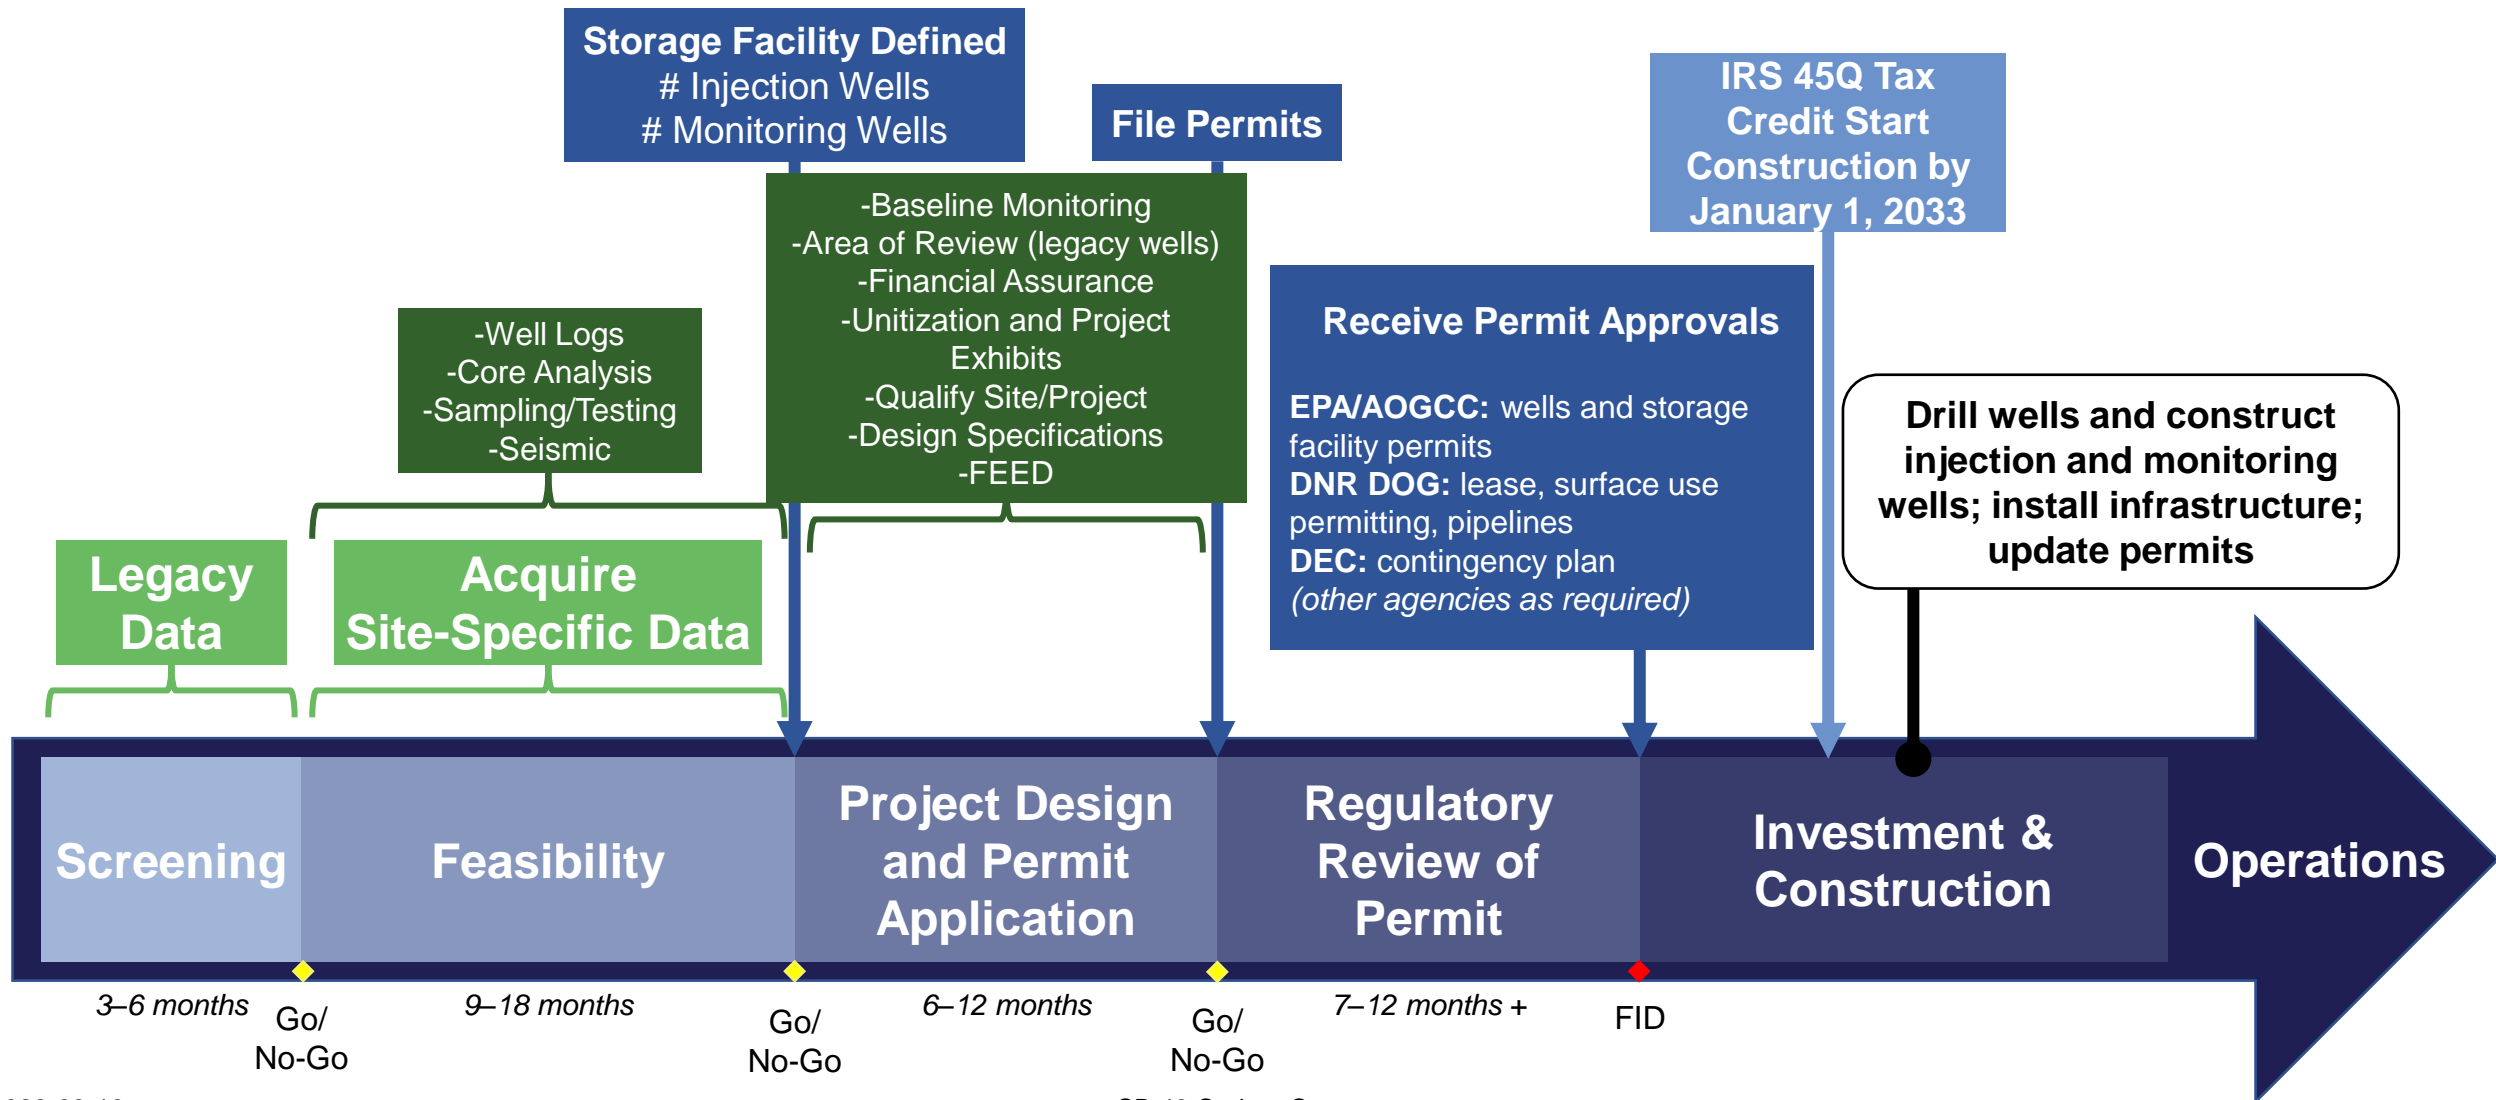 Storage Facility Defined
# Injection Wells
# Monitoring Wells
File Permits
IRS 45Q Tax
Credit Start
Construction by
January 1, 2033
-Baseline Monitoring
-Area of Review (legacy wells)
-Financial Assurance
-Unitization and Project
Exhibits
-Qualify Site/Project
-Design Specifications
-FEED
-Well Logs
-Core Analysis
-Sampling/Testing
-Seismic
Receive Permit Approvals
EPA/AOGCC: wells and storage
facility permits
DNR DOG: lease, surface use
permitting, pipelines
DEC: contingency plan
(other agencies as required)
Drill wells and construct
injection and monitoring
wells; install infrastructure;
update permits
Legacy
Data
Acquire
Site-Specific Data
Screening
Feasibility
Project Design
and Permit
Application
Regulatory
Review of
Permit
Investment &
Construction
Operations
3–6 months
Go/
No-Go
9–18 months
Go/
No-Go
6–12 months
Go/
No-Go
7–12 months +
FID